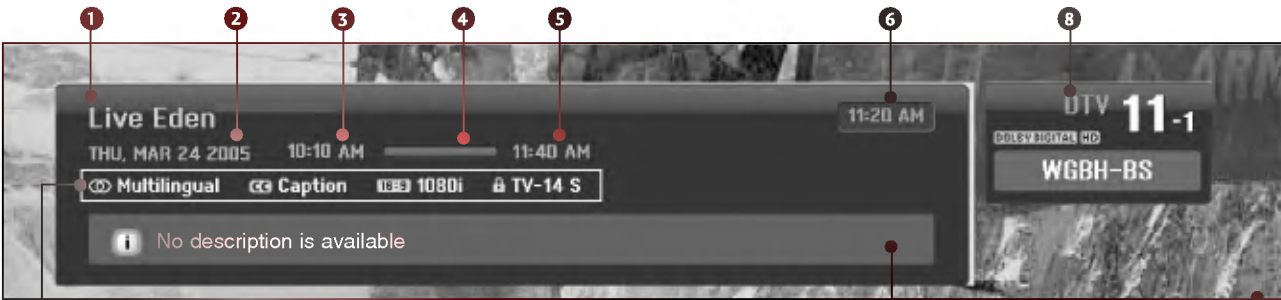 1 2 3 4 5 6 8
Live Eden
11:20 AM
THU, MAR 24 2005 10:10 AM 11:40 AM
Multilingual CC Caption 16:9 1080i TV-14 S
i No description is available
DTV 11-1
DOLBY DIGITAL HD
WGBH-BS